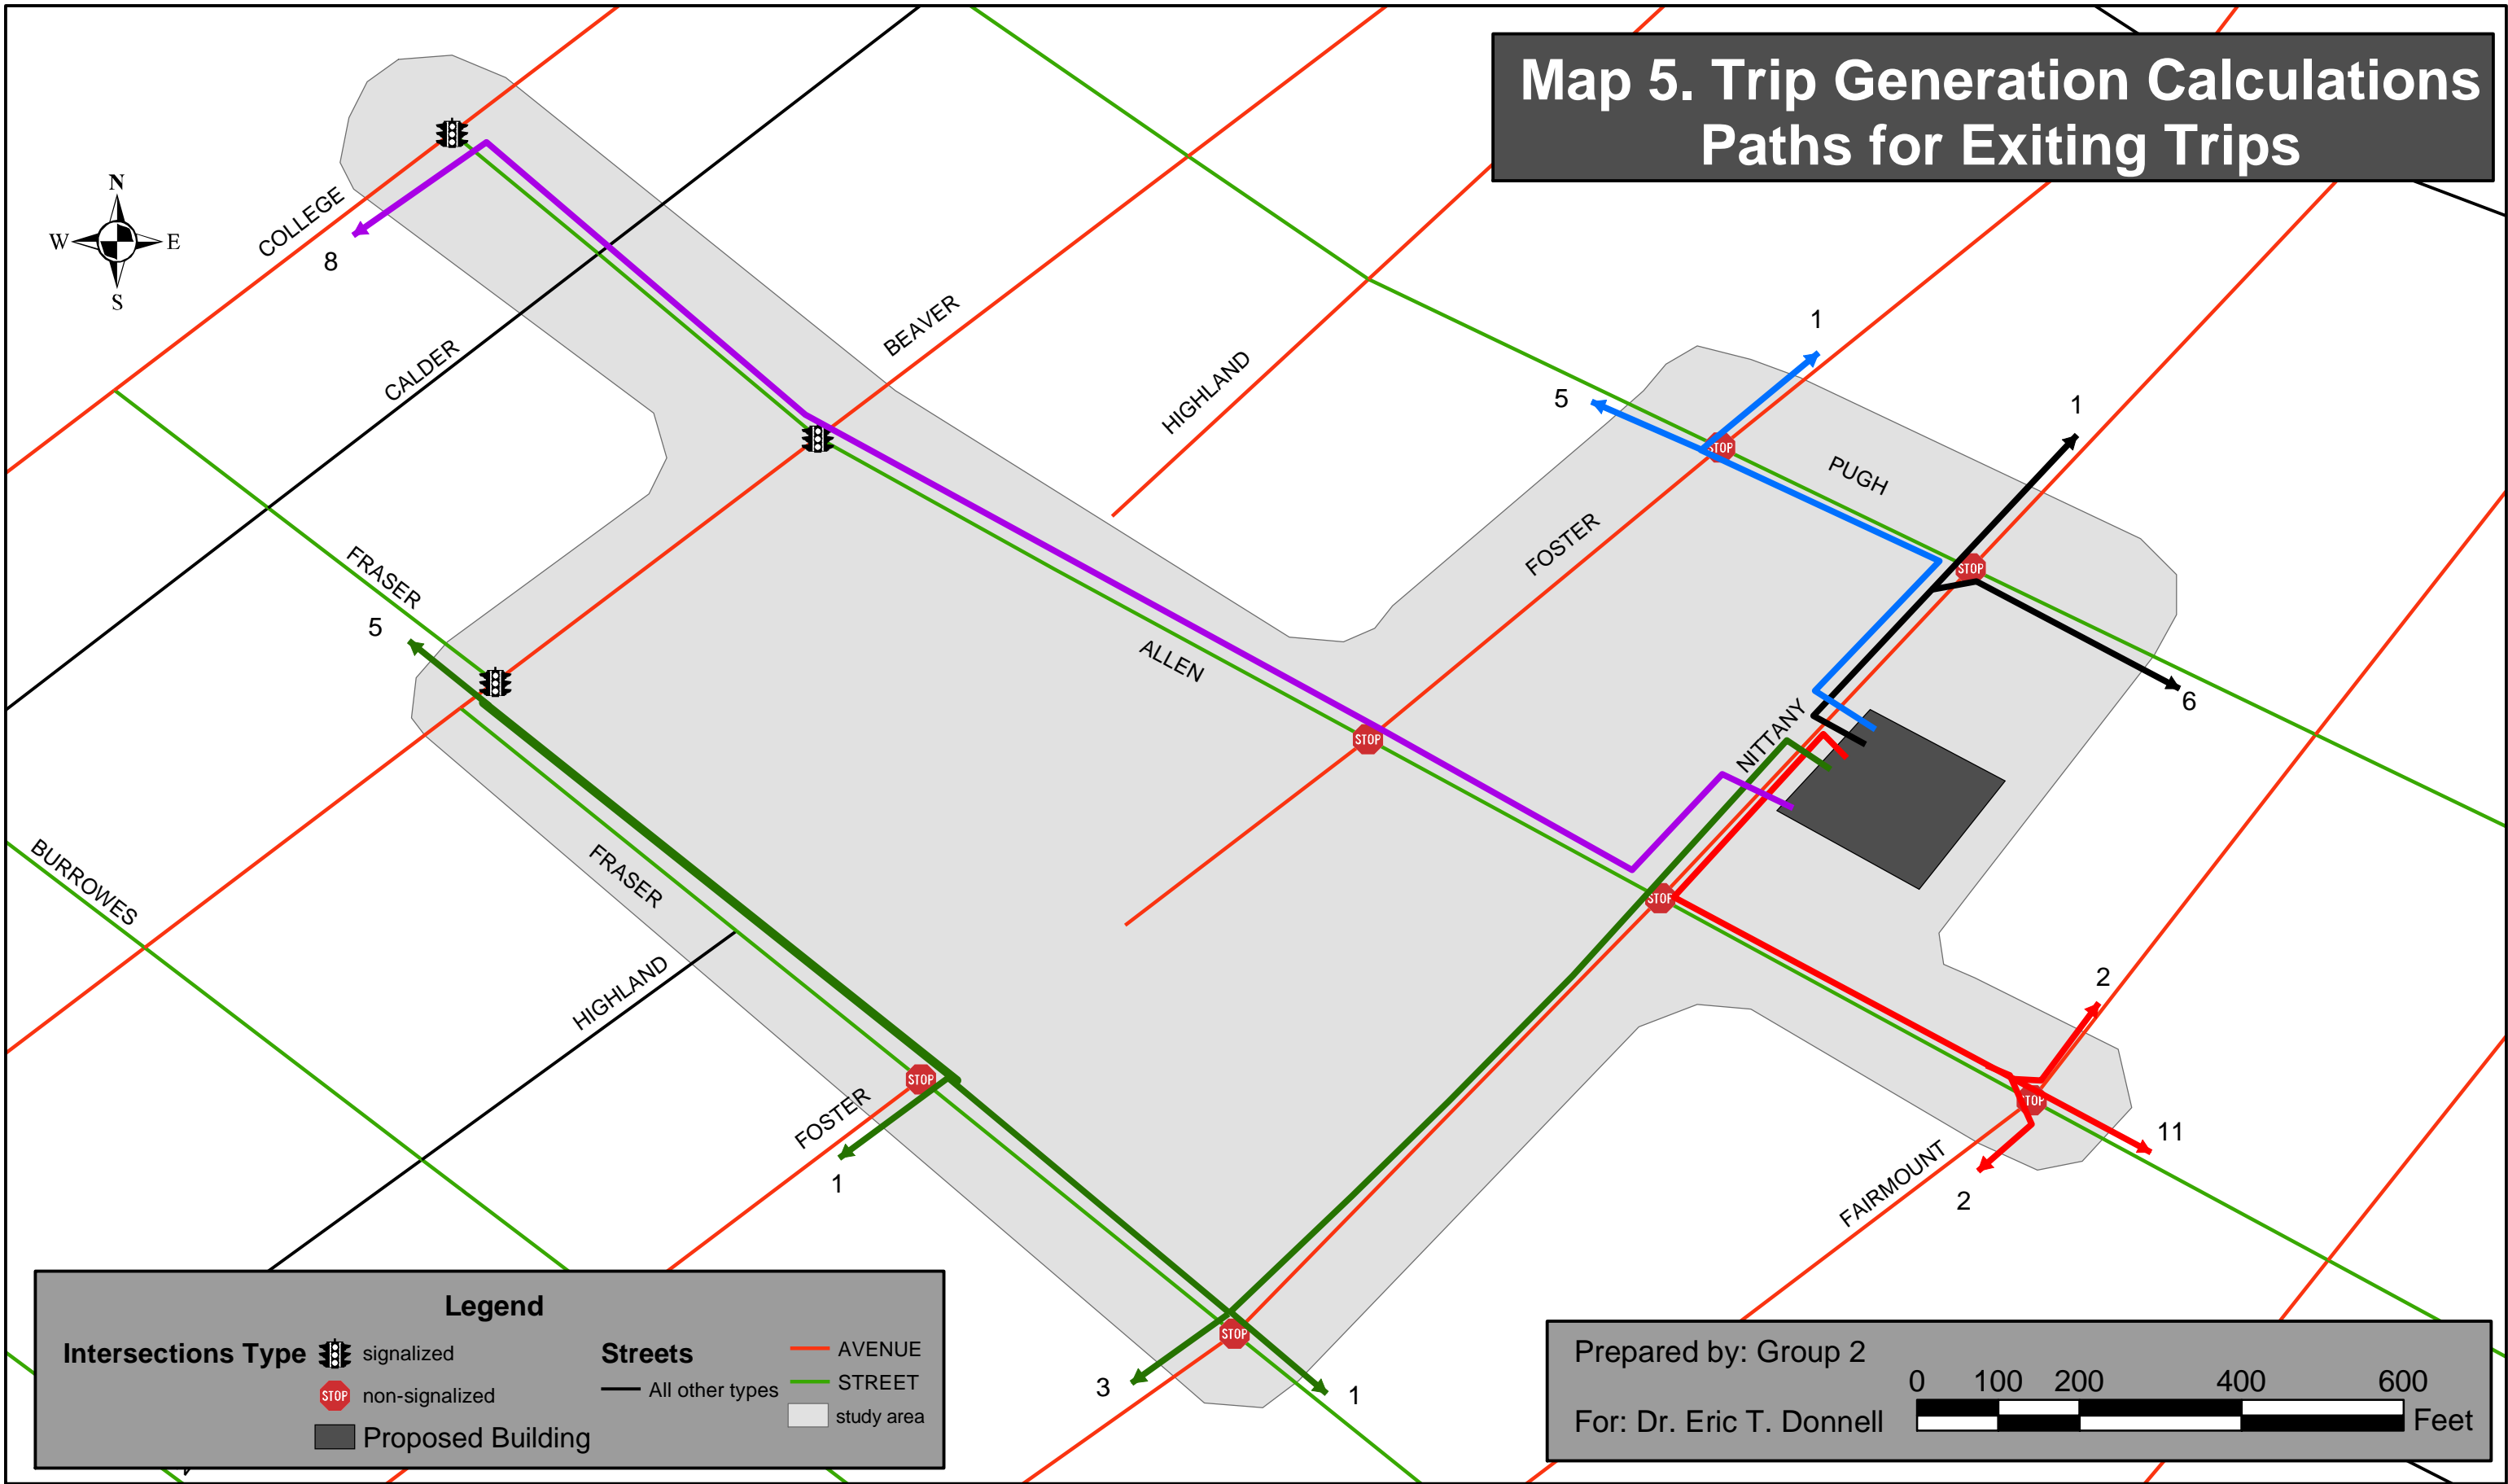 Map 5. Trip Generation Calculations
Paths for Exiting Trips
N
W
E
S
COLLEGE
8
CALDER
BEAVER
HIGHLAND
1
5
1
PUGH
FOSTER
STOP
STOP
FRASER
5
ALLEN
6
NITTANY
STOP
BURROWES
FRASER
STOP
HIGHLAND
2
STOP
STOP
11
FOSTER
1
FAIRMOUNT
2
STOP
3
1
Legend
Intersections Type
signalized
STOP
non-signalized
Proposed Building
Streets
All other types
AVENUE
STREET
study area
Prepared by: Group 2
For: Dr. Eric T. Donnell
0 100 200 400 600
Feet